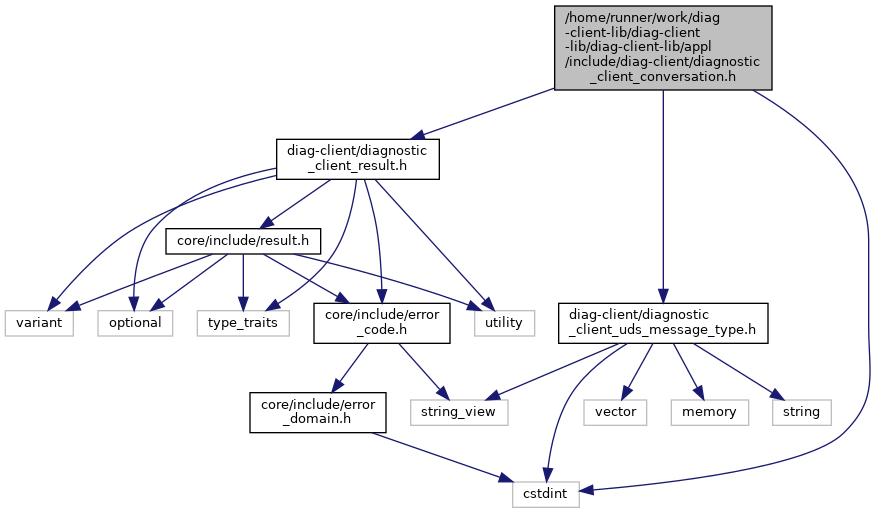 /home/runner/work/diag
-client-lib/diag-client
-lib/diag-client-lib/appl
/include/diag-client/diagnostic
_client_conversation.h
diag-client/diagnostic
_client_result.h
core/include/result.h
variant
optional
type_traits
core/include/error
_code.h
utility
diag-client/diagnostic
_client_uds_message_type.h
core/include/error
_domain.h
string_view
vector
memory
string
cstdint